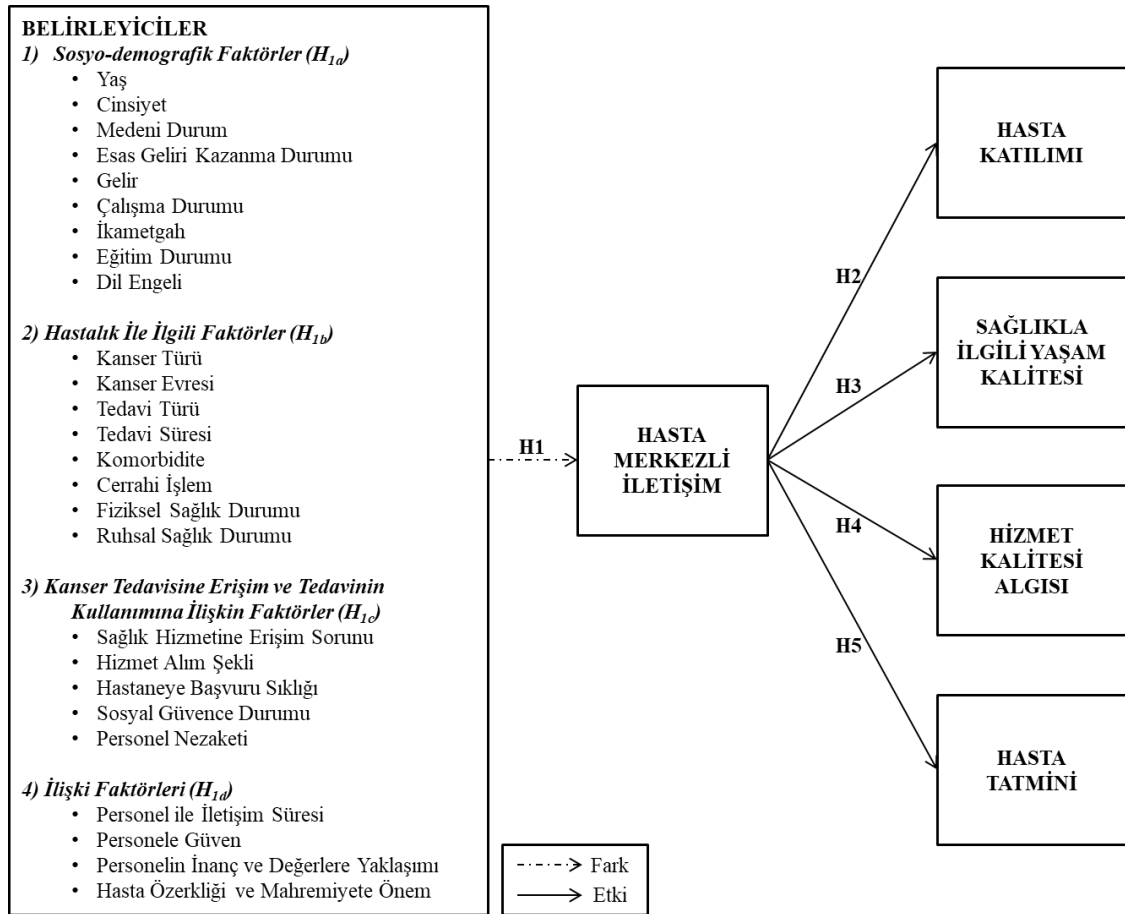 BELİRLEYİCİLER
1) Sosyo-demografik Faktörler (H1a)
• Yaş
• Cinsiyet
• Medeni Durum
• Esas Geliri Kazanma Durumu
• Gelir
• Çalışma Durumu
• İkametgah
• Eğitim Durumu
• Dil Engeli
2) Hastalık İle İlgili Faktörler (H1b)
• Kanser Türü
• Kanser Evresi
• Tedavi Türü
• Tedavi Süresi
• Komorbidite
• Cerrahi İşlem
• Fiziksel Sağlık Durumu
• Ruhsal Sağlık Durumu
3) Kanser Tedavisine Erişim ve Tedavinin
Kullanımına İlişkin Faktörler (H1c)
• Sağlık Hizmetine Erişim Sorunu
• Hizmet Alım Şekli
• Hastaneye Başvuru Sıklığı
• Sosyal Güvence Durumu
• Personel Nezaketi
4) İlişki Faktörleri (H1d)
• Personel ile İletişim Süresi
• Personele Güven
• Personelin İnanç ve Değerlere Yaklaşımı
• Hasta Özerkliği ve Mahremiyete Önem
H1
HASTA
MERKEZLİ
İLETİŞİM
H2
H3
H4
H5
HASTA
KATILIMI
SAĞLIKLA
İLGİLİ YAŞAM
KALİTESİ
HİZMET
KALİTESİ
ALGISI
HASTA
TATMİNİ
Fark
Etki